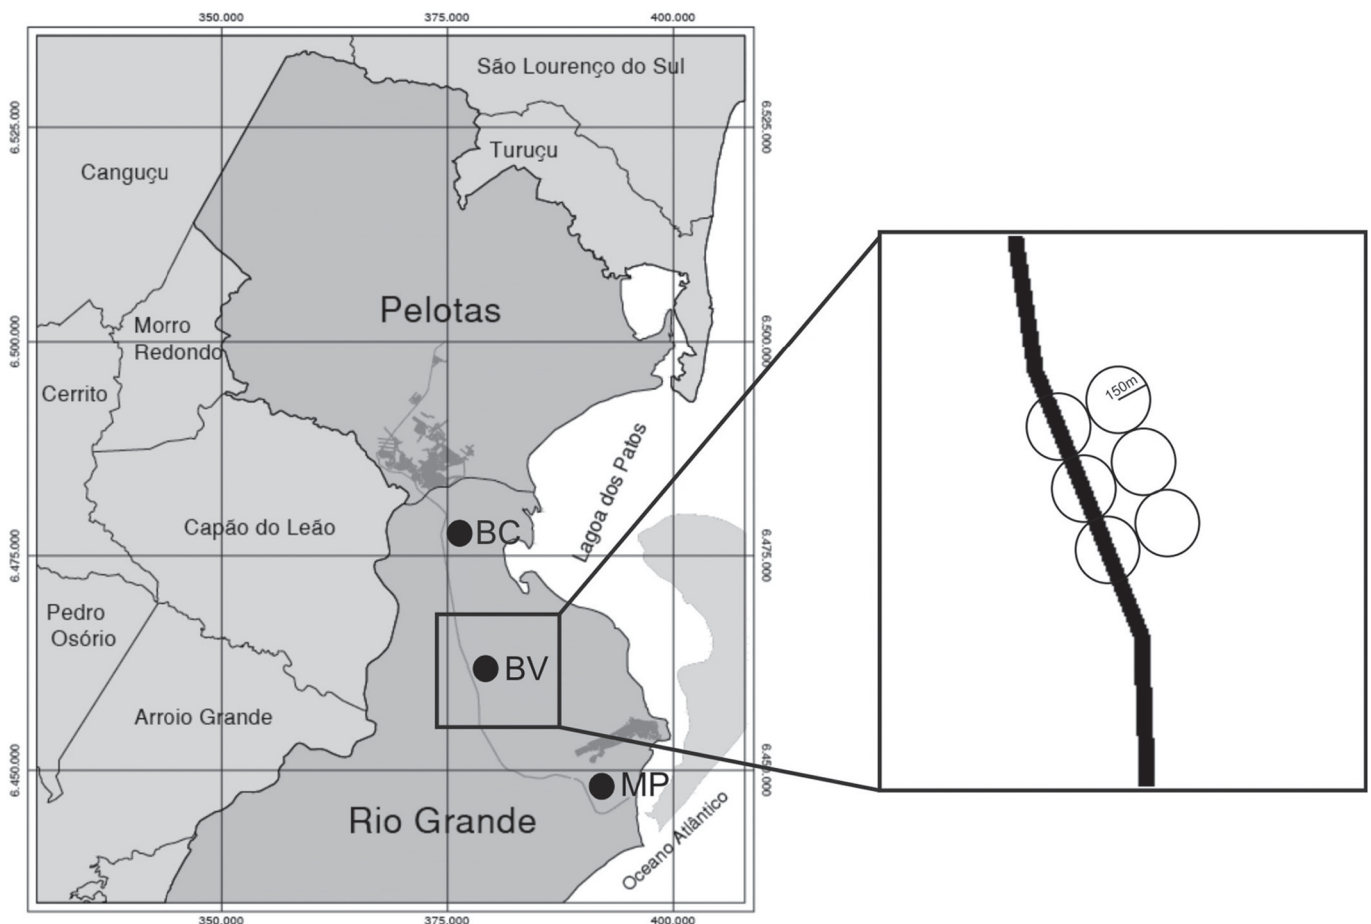 350.000
375.000
400.000
São Lourenço do Sul
6.525.000
6.525.000
Turuçu
Canguçu
Pelotas
Morro
Redondo
6.500.000
6.500.000
150m
Cerrito
Lagoa dos Patos
Capão do Leão
BC
6.475.000
6.475.000
Pedro
Osório
BV
Arroio Grande
6.450.000
6.450.000
MP
Rio Grande
Oceano Atlântico
350.000
375.000
400.000